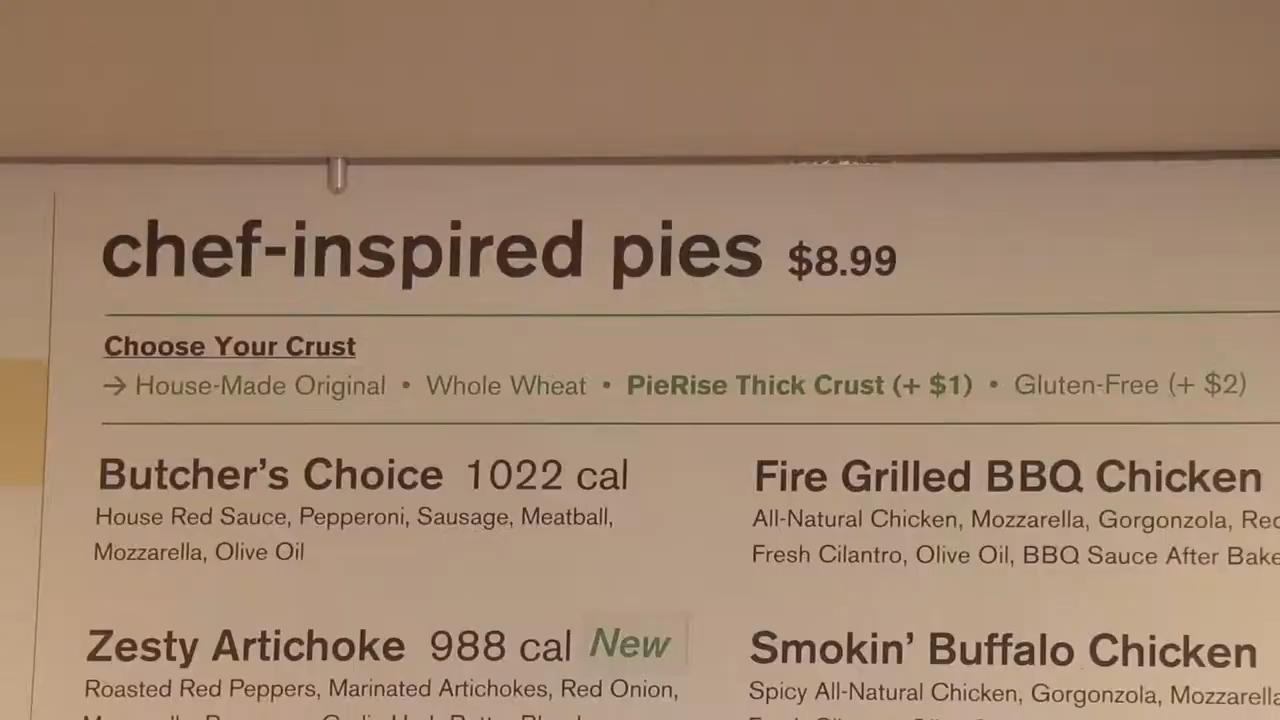 chef-inspired pies $8.99
Choose Your Crust
→ House-Made Original • Whole Wheat • PieRise Thick Crust (+ $1) • Gluten-Free (+ $2)
Butcher's Choice 1022 cal
House Red Sauce, Pepperoni, Sausage, Meatball,
Mozzarella, Olive Oil
Fire Grilled BBQ Chicken
All-Natural Chicken, Mozzarella, Gorgonzola,
Fresh Cilantro, Olive Oil, BBQ Sauce After Bake
Zesty Artichoke 988 cal New
Roasted Red Peppers, Marinated Artichokes, Red Onion,
Smokin' Buffalo Chicken
Spicy All-Natural Chicken, Gorgonzola, Mozzarella